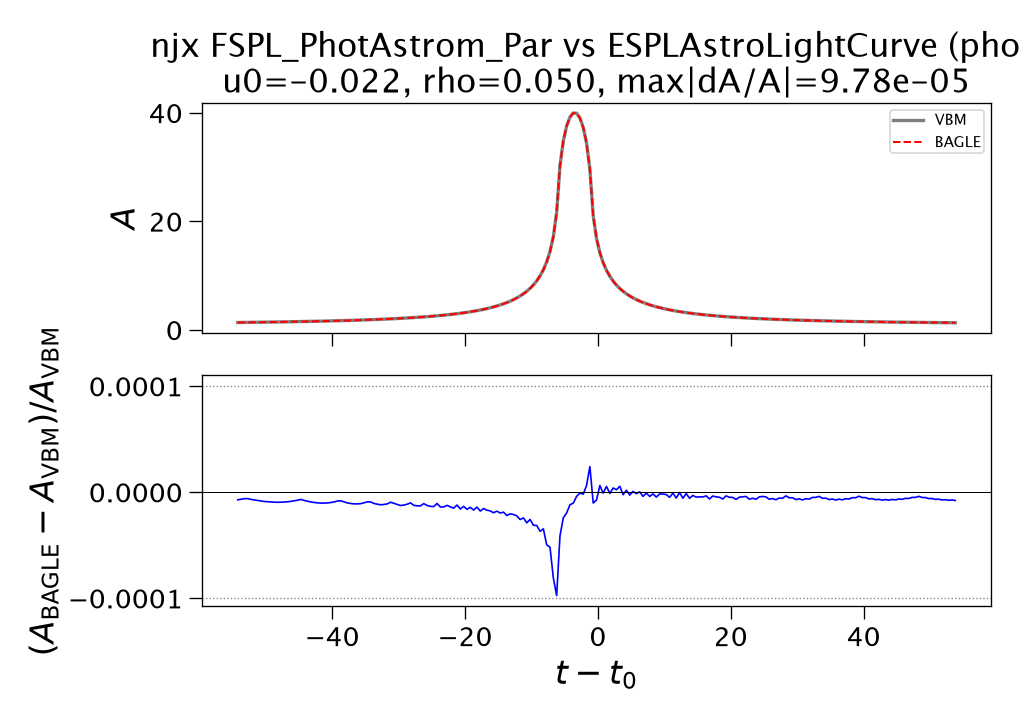 njx FSPL_PhotAstrom_Par vs ESPLAstroLightCurve (pho
u0=−0.022, rho=0.050, max|dA/A|=9.78e−05
A
40
20
0
VBM
BAGLE
(A_BAGLE − A_VBM)/A_VBM
0.0001
0.0000
−0.0001
−40 −20 0 20 40
t − t₀